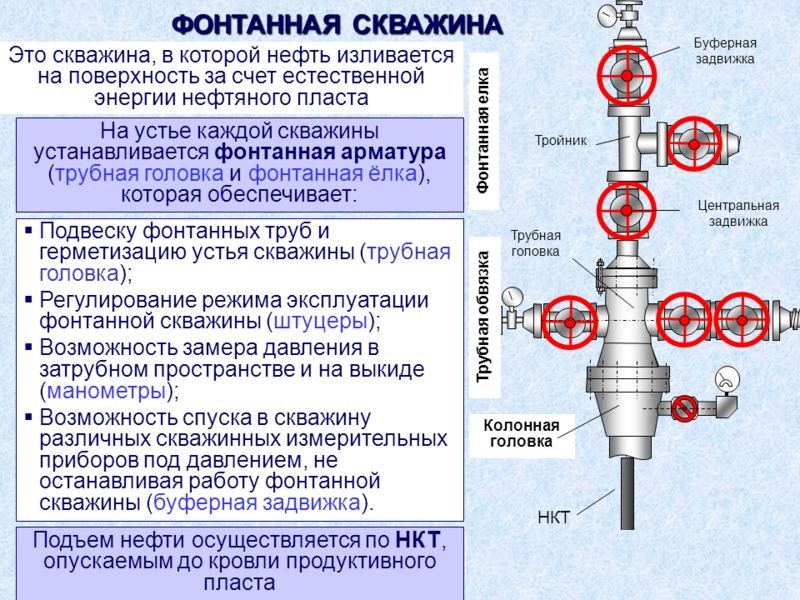 ФОНТАННАЯ СКВАЖИНА
Это скважина, в которой нефть изливается
на поверхность за счет естественной
энергии нефтяного пласта
На устье каждой скважины
устанавливается фонтанная арматура
(трубная головка и фонтанная ёлка),
которая обеспечивает:
▪ Подвеску фонтанных труб и
герметизацию устья скважины (трубная
головка);
▪ Регулирование режима эксплуатации
фонтанной скважины (штуцеры);
▪ Возможность замера давления в
затрубном пространстве и на выкиде
(манометры);
▪ Возможность спуска в скважину
различных скважинных измерительных
приборов под давлением, не
останавливая работу фонтанной
скважины (буферная задвижка).
Подъем нефти осуществляется по НКТ,
опускаемым до кровли продуктивного
пласта
Фонтанная елка
Трубная обвязка
Колонная
головка
Буферная
задвижка
Тройник
Центральная
задвижка
Трубная
головка
НКТ